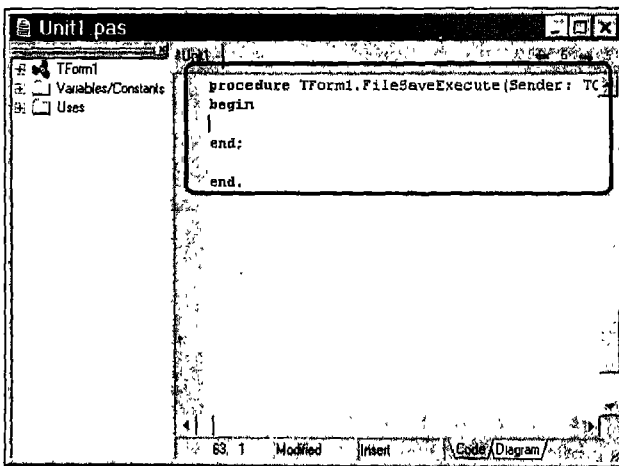 Unit1.pas
Unit1
TForm1
Variables/Constants
Uses
procedure TForm1.FileSaveExecute(Sender: TO
begin
end;
end.
63: 1 Modified Insert Code Diagram